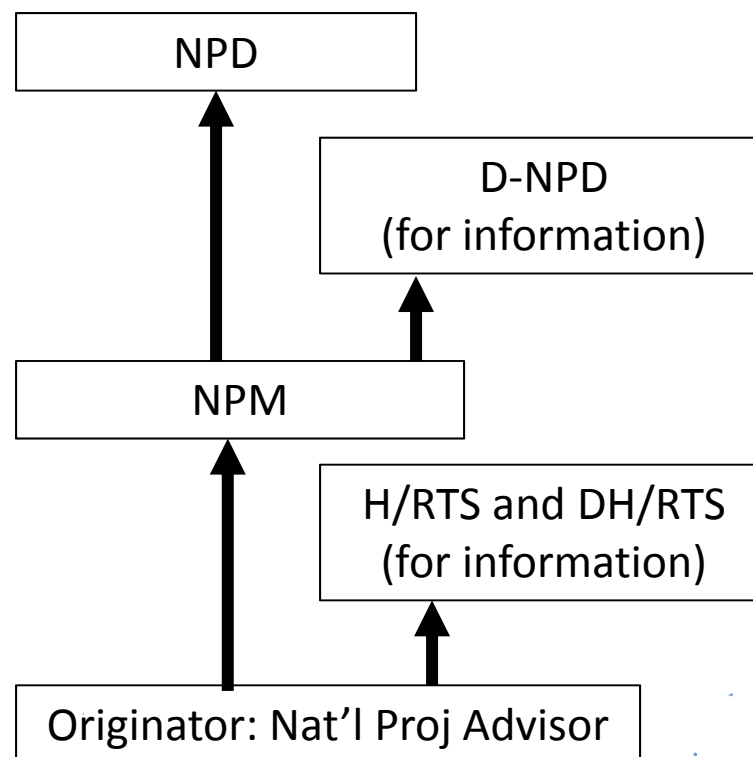 NPD
D-NPD
(for information)
NPM
H/RTS and DH/RTS
(for information)
Originator: Nat’l Proj Advisor